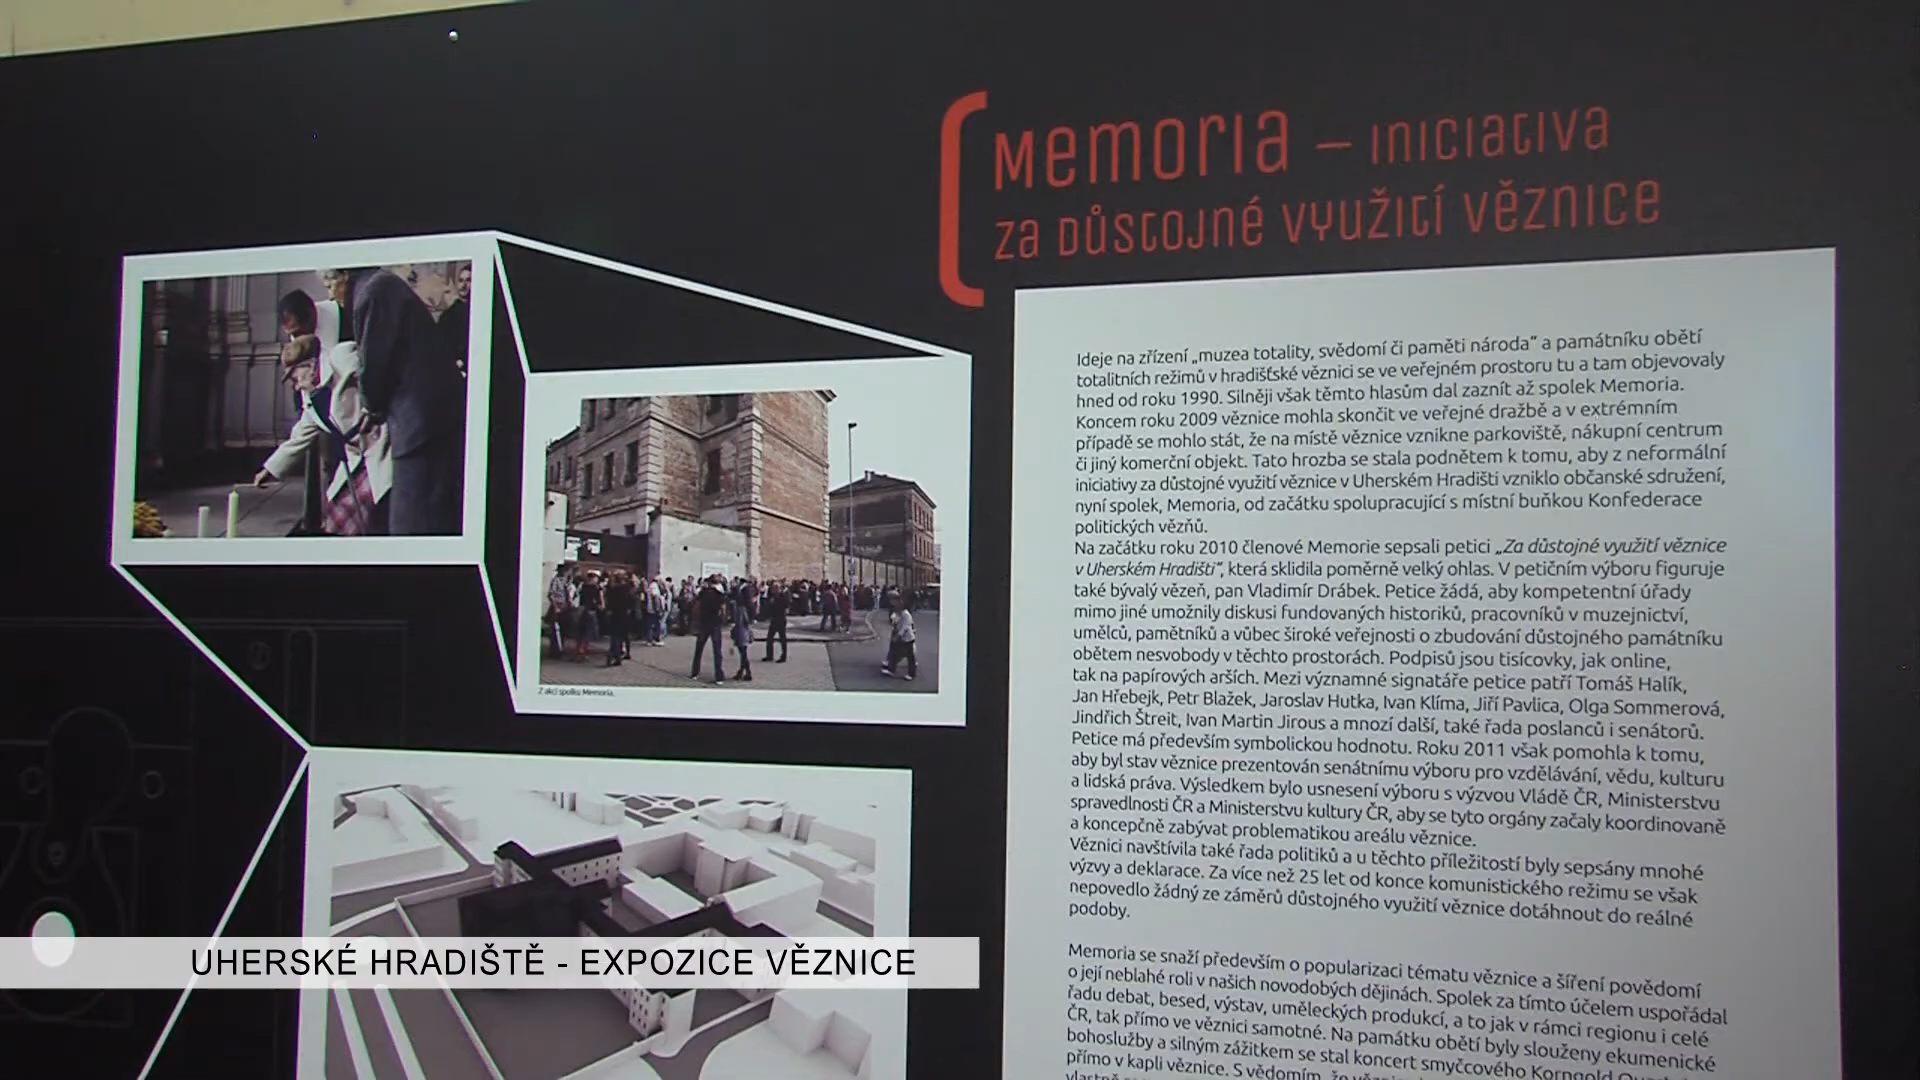 Memoria – iniciativa
za důstojné využití věznice
Ideje na zřízení „muzea totality, svědomí či paměti národa“ a památníku obětí
totalitních režimů v hradišťské věznici se ve veřejném prostoru tu a tam objevovaly
hned od roku 1990. Silněji však těmto hlasům dal zaznít až spolek Memoria.
Koncem roku 2009 věznice mohla skončit ve veřejné dražbě a v extrémním
případě se mohlo stát, že na místě věznice vznikne parkoviště, nákupní centrum
či jiný komerční objekt. Tato hrozba se stala podnětem k tomu, aby z neformální
iniciativy za důstojné využití věznice v Uherském Hradišti vzniklo občanské sdružení,
nyní spolek, Memoria, od začátku spolupracující s místní buňkou Konfederace
politických vězňů.
Na začátku roku 2010 členové Memorie sepsali petici „Za důstojné využití věznice
v Uherském Hradišti“, která sklidila poměrně velký ohlas. V petičním výboru figuruje
také bývalý vězeň, pan Vladimír Drábek. Petice žádá, aby kompetentní úřady
mimo jiné umožnily diskusi fundovaných historiků, pracovníků v muzejnictví,
umělců, pamětníků a vůbec široké veřejnosti o zbudování důstojného památníku
obětem nesvobody v těchto prostorách. Podpisů jsou tisícovky, jak online,
tak na papírových arších. Mezi významné signatáře petice patří Tomáš Halík,
Jan Hřebejk, Petr Blažek, Jaroslav Hutka, Ivan Klíma, Jiří Pavlica, Olga Sommerová,
Jindřich Štreit, Ivan Martin Jirous a mnozí další, také řada poslanců i senátorů.
Petice má především symbolickou hodnotu. Roku 2011 však pomohla k tomu,
aby byl stav věznice prezentován senátnímu výboru pro vzdělávání, vědu, kulturu
a lidská práva. Výsledkem bylo usnesení výboru s výzvou Vládě ČR, Ministerstvu
spravedlnosti ČR a Ministerstvu kultury ČR, aby se tyto orgány začaly koordinovaně
a koncepčně zabývat problematikou areálu věznice.
Věznici navštívila také řada politiků a u těchto příležitostí byly sepsány mnohé
výzvy a deklarace. Za více než 25 let od konce komunistického režimu se však
nepovedlo žádný ze záměrů důstojného využití věznice dotáhnout do reálné
podoby.
Memoria se snaží především o popularizaci tématu věznice a šíření povědomí
o její neblahé roli v našich novodobých dějinách. Spolek za tímto účelem uspořádal
řadu debat, besed, výstav, uměleckých produkcí, a to jak v rámci regionu i celé
ČR, tak přímo ve věznici samotné. Na památku obětí byly slouženy ekumenické
bohoslužby a silným zážitkem se stal koncert smyčcového Korngold
přímo v kapli věznice. S vědomím, že
Z akcí spolku Memoria.
UHERSKÉ HRADIŠTĚ - EXPOZICE VĚZNICE